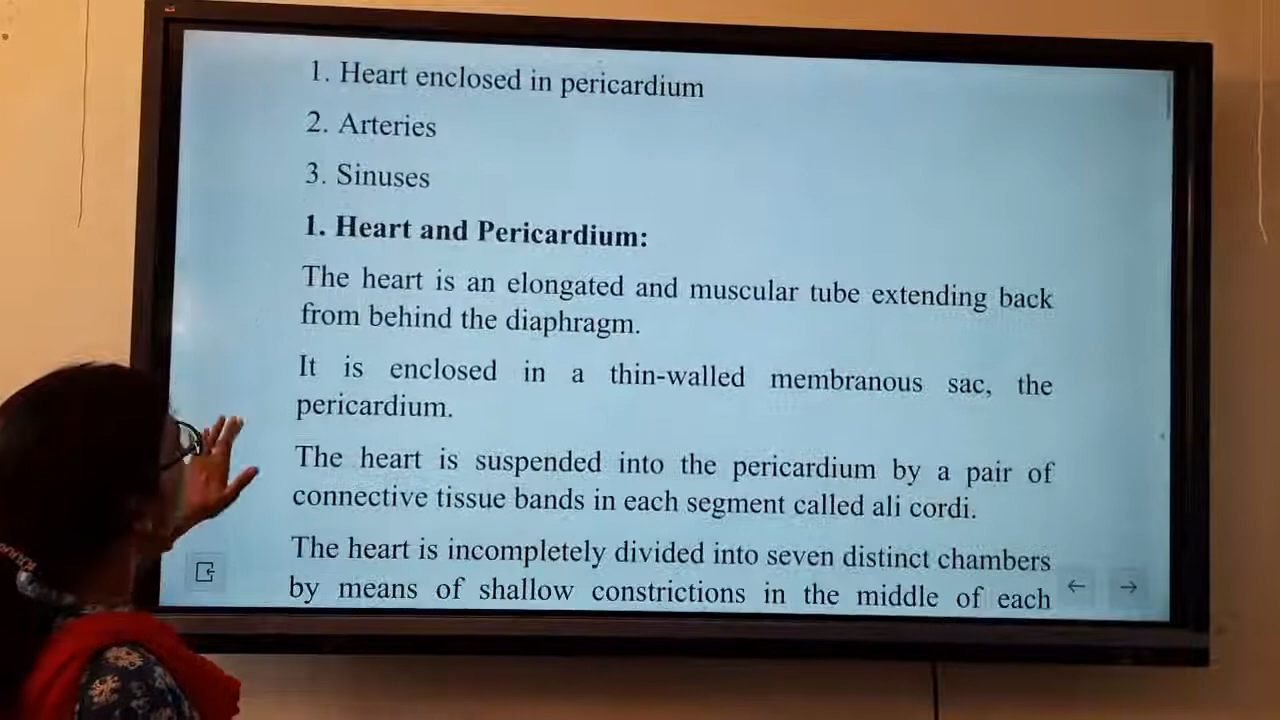 1. Heart enclosed in pericardium
2. Arteries
3. Sinuses
1. Heart and Pericardium:
The heart is an elongated and muscular tube extending back
from behind the diaphragm.
It is enclosed in a thin-walled membranous sac, the
pericardium.
The heart is suspended into the pericardium by a pair of
connective tissue bands in each segment called ali cordi.
The heart is incompletely divided into seven distinct chambers
by means of shallow constrictions in the middle of each